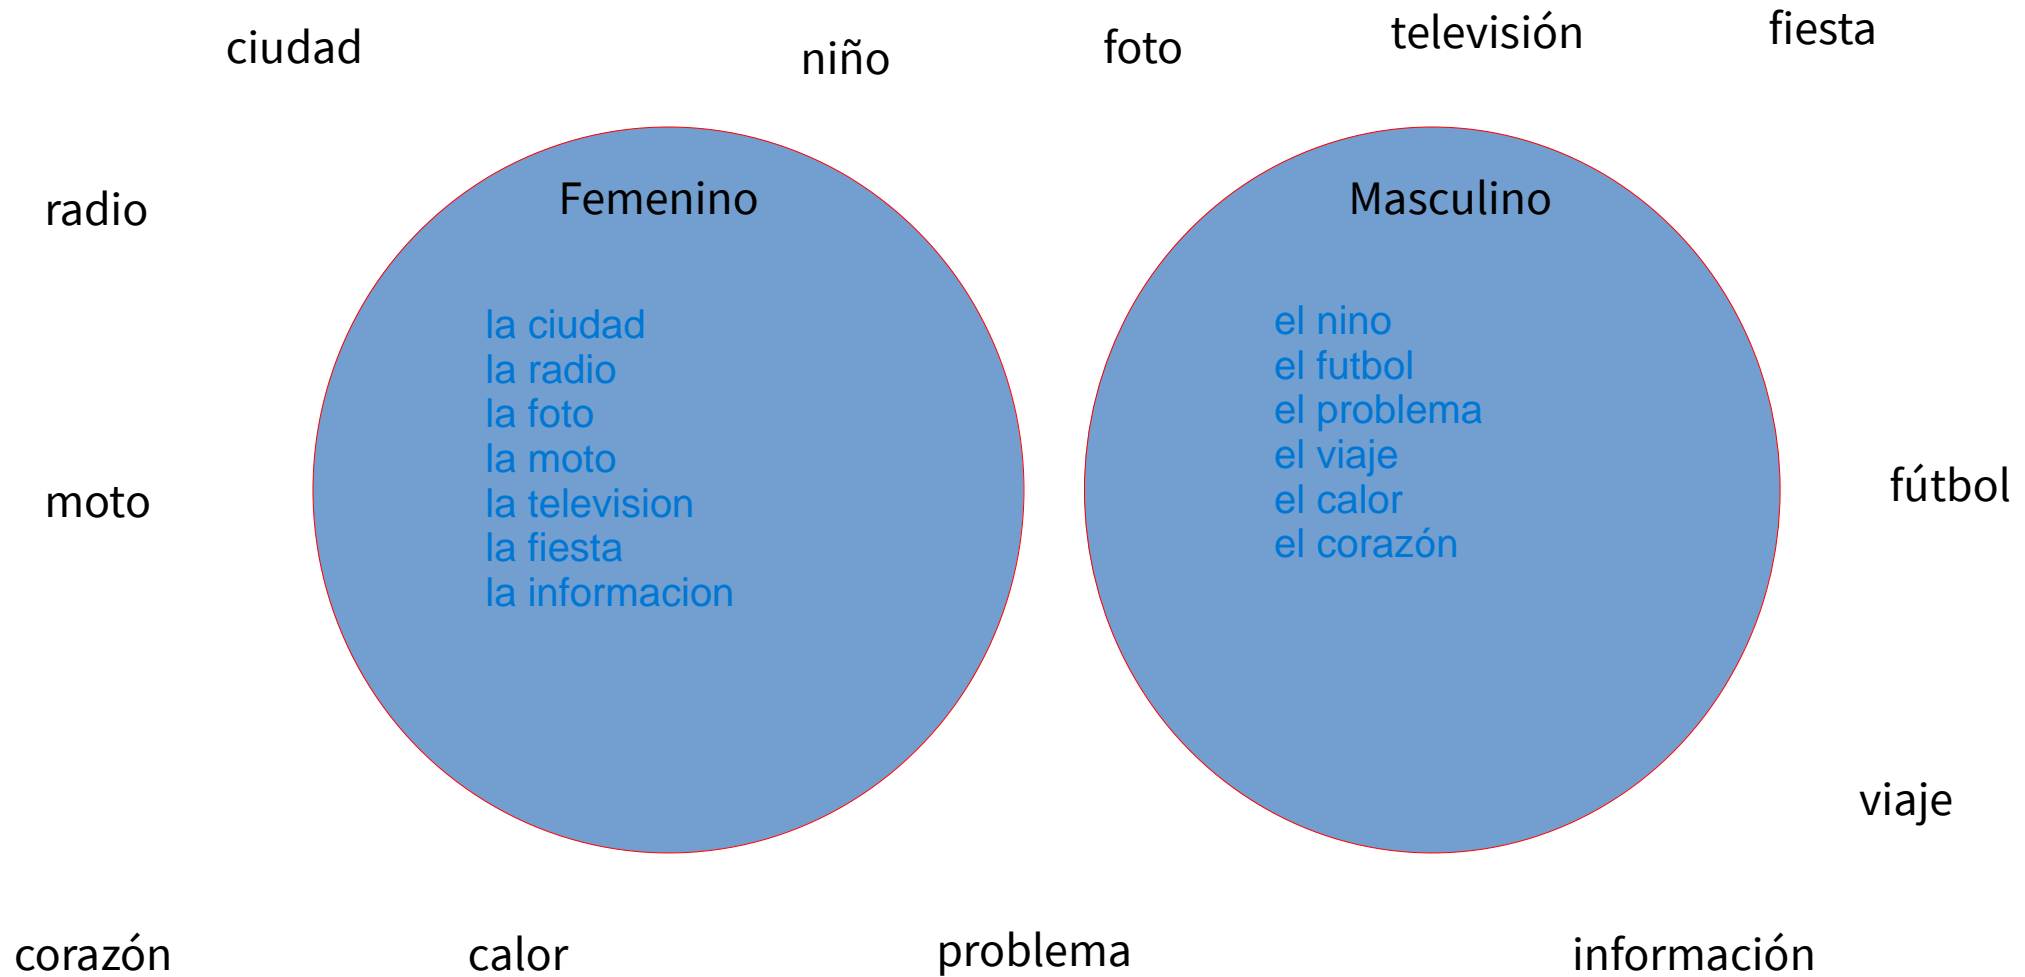 ciudad
niño
foto
televisión
fiesta
radio
Femenino
Masculino
la ciudad
la radio
la foto
la moto
la television
la fiesta
la informacion
el nino
el futbol
el problema
el viaje
el calor
el corazón
moto
fútbol
viaje
corazón
calor
problema
información